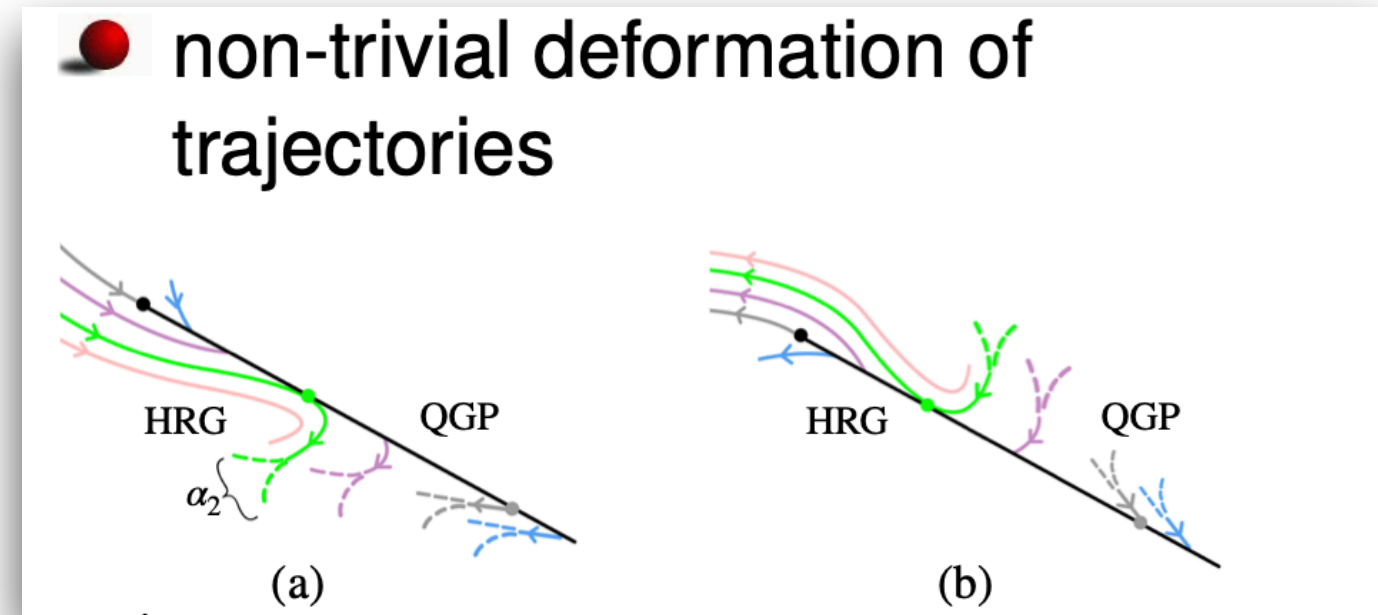 non-trivial deformation of
trajectories
HRG
QGP
α₂
(a)
HRG
QGP
(b)